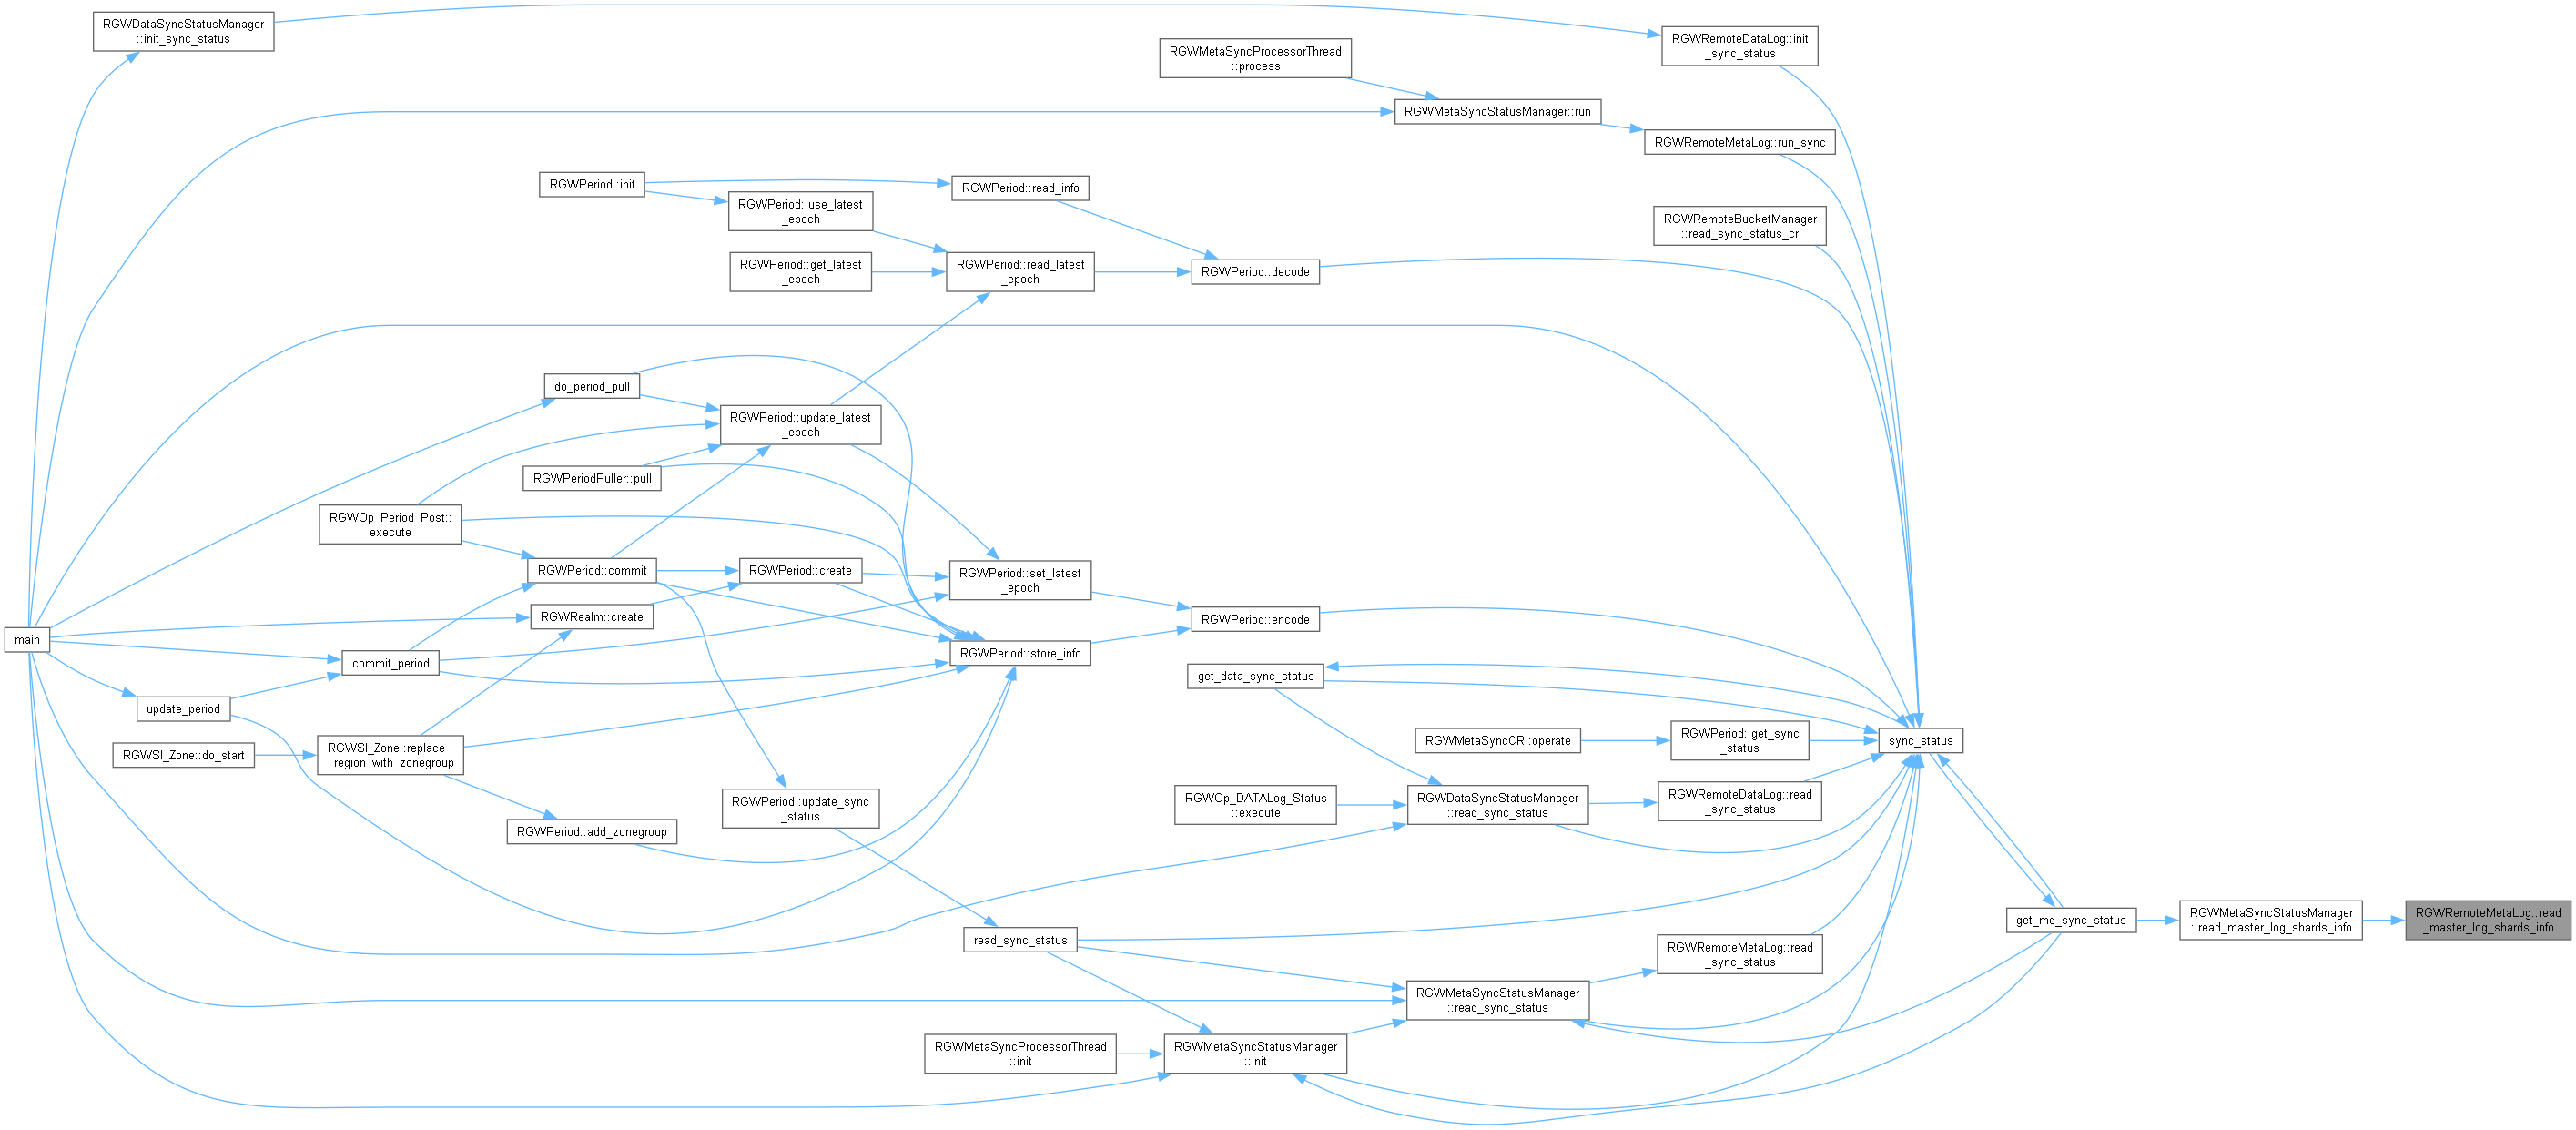 RGWDataSyncStatusManager
::init_sync_status
RGWRemoteDataLog::init
_sync_status
RGWMetaSyncProcessorThread
::process
RGWMetaSyncStatusManager::run
RGWRemoteMetaLog::run_sync
RGWPeriod::init
RGWPeriod::read_info
RGWPeriod::use_latest
_epoch
RGWRemoteBucketManager
::read_sync_status_cr
RGWPeriod::get_latest
_epoch
RGWPeriod::read_latest
_epoch
RGWPeriod::decode
do_period_pull
RGWPeriod::update_latest
_epoch
RGWPeriodPuller::pull
RGWOp_Period_Post::
execute
RGWPeriod::commit
RGWPeriod::create
RGWPeriod::set_latest
_epoch
RGWRealm::create
RGWPeriod::encode
main
commit_period
RGWPeriod::store_info
get_data_sync_status
update_period
RGWSI_Zone::do_start
RGWSI_Zone::replace
_region_with_zonegroup
RGWMetaSyncCR::operate
RGWPeriod::get_sync
_status
sync_status
RGWPeriod::update_sync
_status
RGWOp_DATALog_Status
::execute
RGWDataSyncStatusManager
::read_sync_status
RGWRemoteDataLog::read
_sync_status
RGWPeriod::add_zonegroup
read_sync_status
get_md_sync_status
RGWMetaSyncStatusManager
::read_master_log_shards_info
RGWRemoteMetaLog::read
_master_log_shards_info
RGWRemoteMetaLog::read
_sync_status
RGWMetaSyncStatusManager
::read_sync_status
RGWMetaSyncProcessorThread
::init
RGWMetaSyncStatusManager
::init